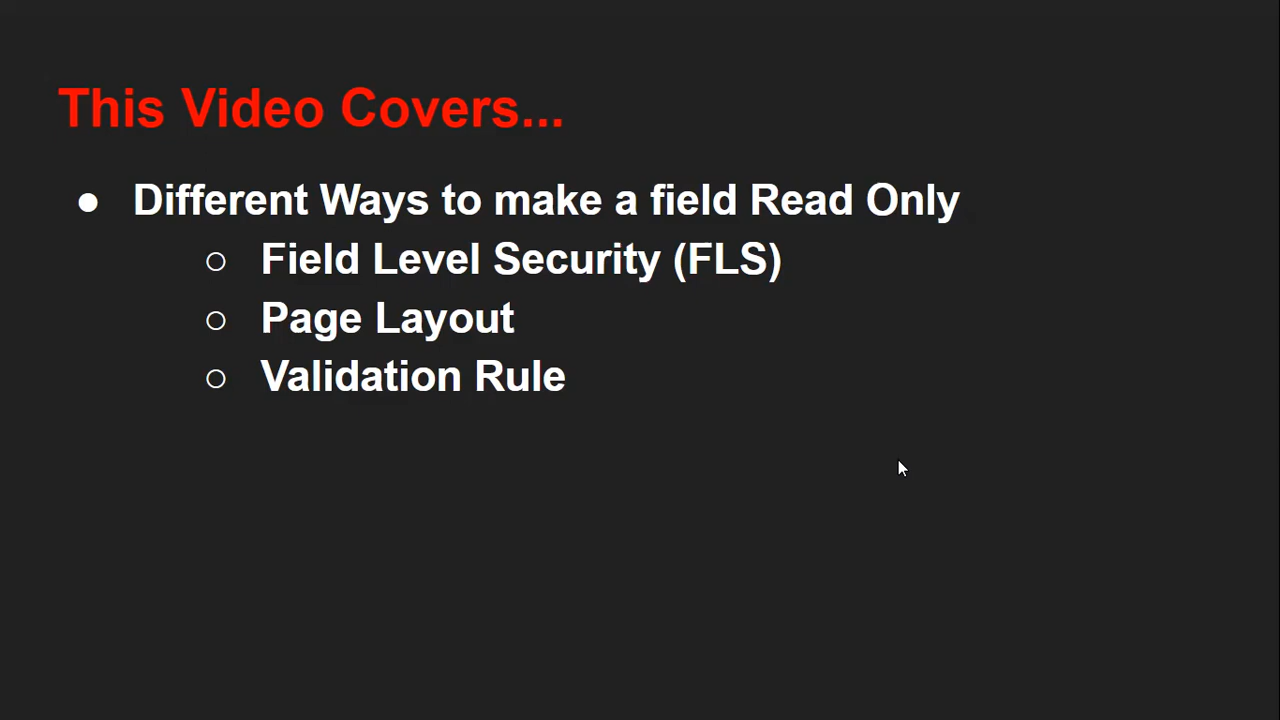 This Video Covers...
● Different Ways to make a field Read Only
○ Field Level Security (FLS)
○ Page Layout
○ Validation Rule